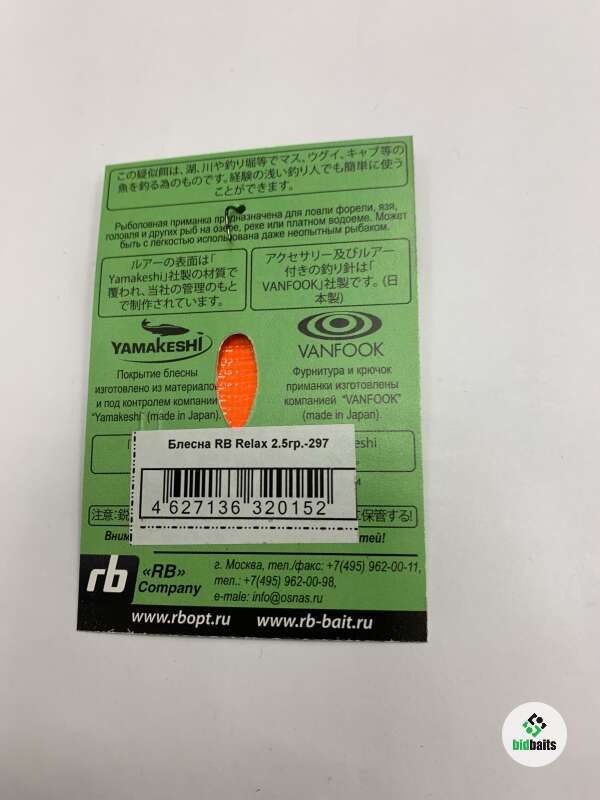 この疑似餌は、湖、川や釣り堀等でマス、ウグイ、キャブ等の
魚を釣る為のものです。経験の浅い釣り人でも簡単に使う
ことができます。
Рыболовная приманка предназначена для ловли форели, язя,
головля и других рыб на озере, реке или платном водоеме. Может
быть с легкостью использована даже неопытным рыбаком.
ルアーの表面は「
Yamakeshi」社製の材質で
覆われ、当社の管理のもと
で制作されています。
アクセサリー及びルアー
付きの釣り針は「
VANFOOK」社製です。(日
本製)
YAMAKESHI
VANFOOK
Покрытие блесны
изготовлено из материалов
и под контролем компании
"Yamakeshi" (made in Japan).
Фурнитура и крючок
приманки изготовлены
компанией "VANFOOK"
(made in Japan).
Блесна RB Relax 2.5гр.-297
4 627136 320152
注意:鋭
に保管する!
rb
«RB»
Company
г. Москва, тел./факс: +7(495) 962-00-11,
тел.: +7(495) 962-00-98,
e-male: info@osnas.ru
www.rbopt.ru www.rb-bait.ru
bidbaits